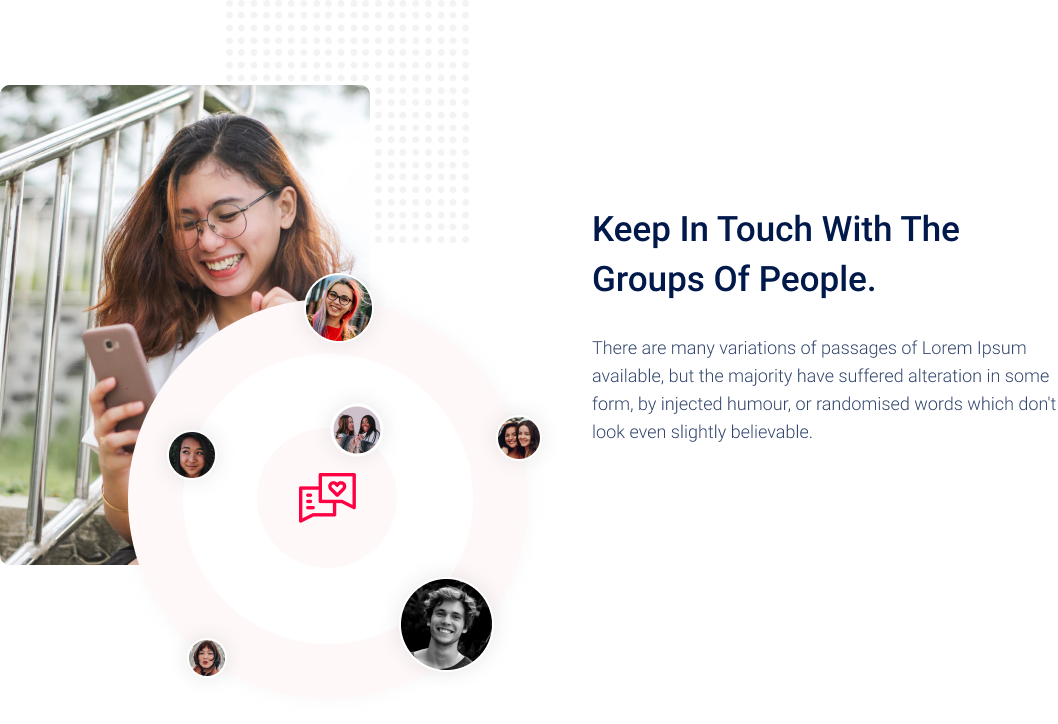 Keep In Touch With The
Groups Of People.
There are many variations of passages of Lorem Ipsum
available, but the majority have suffered alteration in some
form, by injected humour, or randomised words which don't
look even slightly believable.